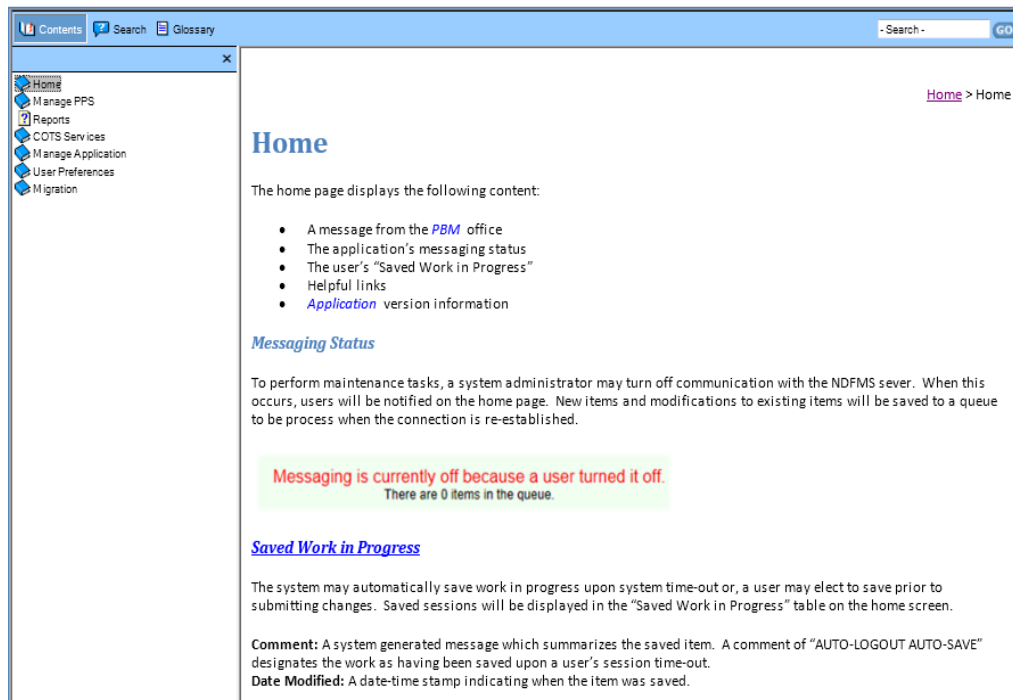 Contents Search Glossary
- Search -
GO
×
Home
Manage PPS
Reports
COTS Services
Manage Application
User Preferences
Migration
Home > Home
Home
The home page displays the following content:
• A message from the PBM office
• The application’s messaging status
• The user’s “Saved Work in Progress”
• Helpful links
• Application version information
Messaging Status
To perform maintenance tasks, a system administrator may turn off communication with the NDFMS sever. When this
occurs, users will be notified on the home page. New items and modifications to existing items will be saved to a queue
to be process when the connection is re-established.
Messaging is currently off because a user turned it off.
There are 0 items in the queue.
Saved Work in Progress
The system may automatically save work in progress upon system time-out or, a user may elect to save prior to
submitting changes. Saved sessions will be displayed in the “Saved Work in Progress” table on the home screen.
Comment: A system generated message which summarizes the saved item. A comment of “AUTO-LOGOUT AUTO-SAVE”
designates the work as having been saved upon a user’s session time-out.
Date Modified: A date-time stamp indicating when the item was saved.